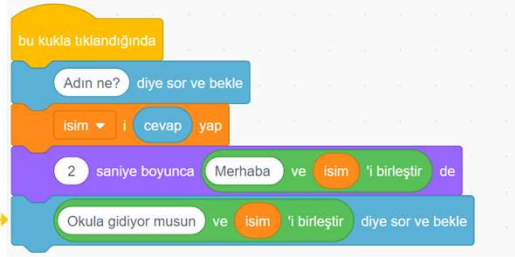 bu kukla tıklandığında
Adın ne? diye sor ve bekle
isim i cevap yap
2 saniye boyunca Merhaba ve isim 'i birleştir de
Okula gidiyor musun ve isim 'i birleştir diye sor ve bekle